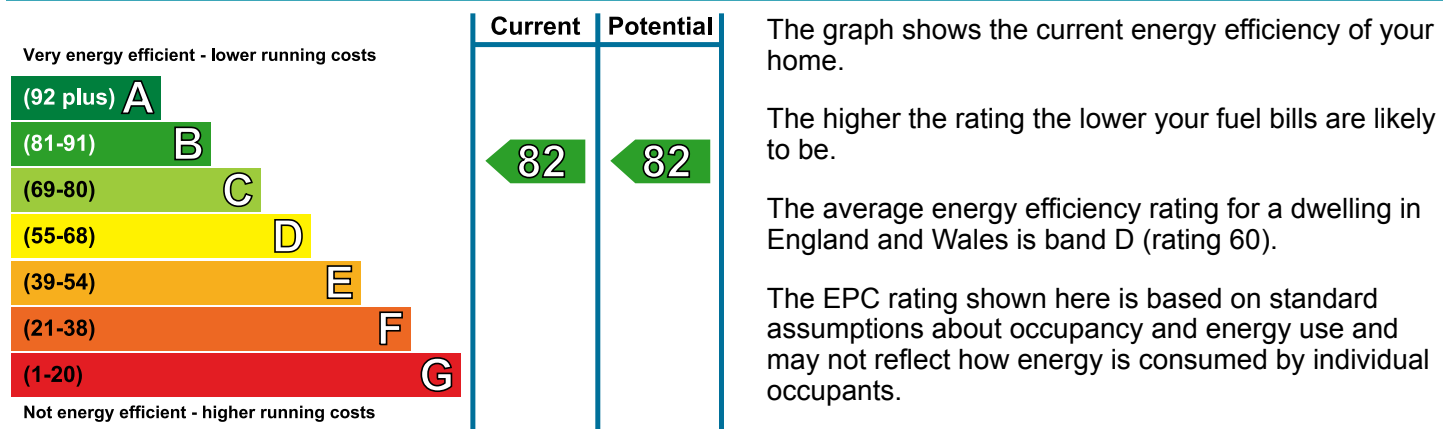 Current Potential
Very energy efficient - lower running costs
(92 plus) A
(81-91) B
82 82
(69-80) C
(55-68) D
(39-54) E
(21-38) F
(1-20) G
Not energy efficient - higher running costs
The graph shows the current energy efficiency of your
home.
The higher the rating the lower your fuel bills are likely
to be.
The average energy efficiency rating for a dwelling in
England and Wales is band D (rating 60).
The EPC rating shown here is based on standard
assumptions about occupancy and energy use and
may not reflect how energy is consumed by individual
occupants.